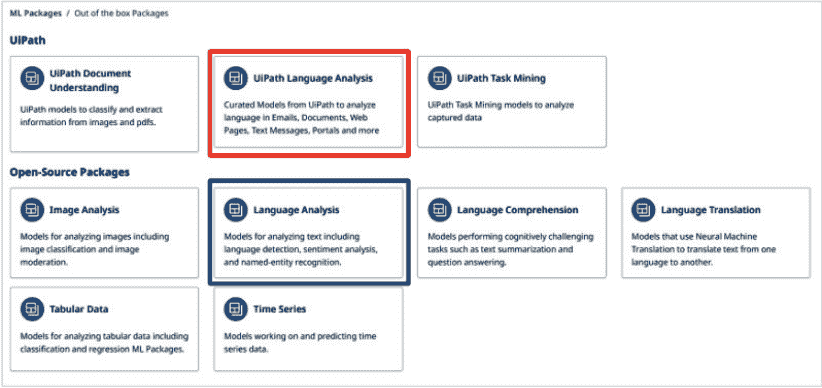 ML Packages / Out of the box Packages
UiPath
UiPath Document
Understanding
UiPath models to classify and extract
information from images and pdfs.
UiPath Language Analysis
Curated Models from UiPath to analyze
language in Emails, Documents, Web
Pages, Text Messages, Portals and more
UiPath Task Mining
UiPath Task Mining models to analyze
captured data
Open-Source Packages
Image Analysis
Models for analyzing images including
image classification and image
moderation.
Language Analysis
Models for analyzing text including
language detection, sentiment analysis,
and named-entity recognition.
Language Comprehension
Models performing cognitively challenging
tasks such as text summarization and
question answering.
Language Translation
Models that use Neural Machine
Translation to translate text from one
language to another.
Tabular Data
Models for analyzing tabular data including
classification and regression ML Packages.
Time Series
Models working on and predicting time
series data.